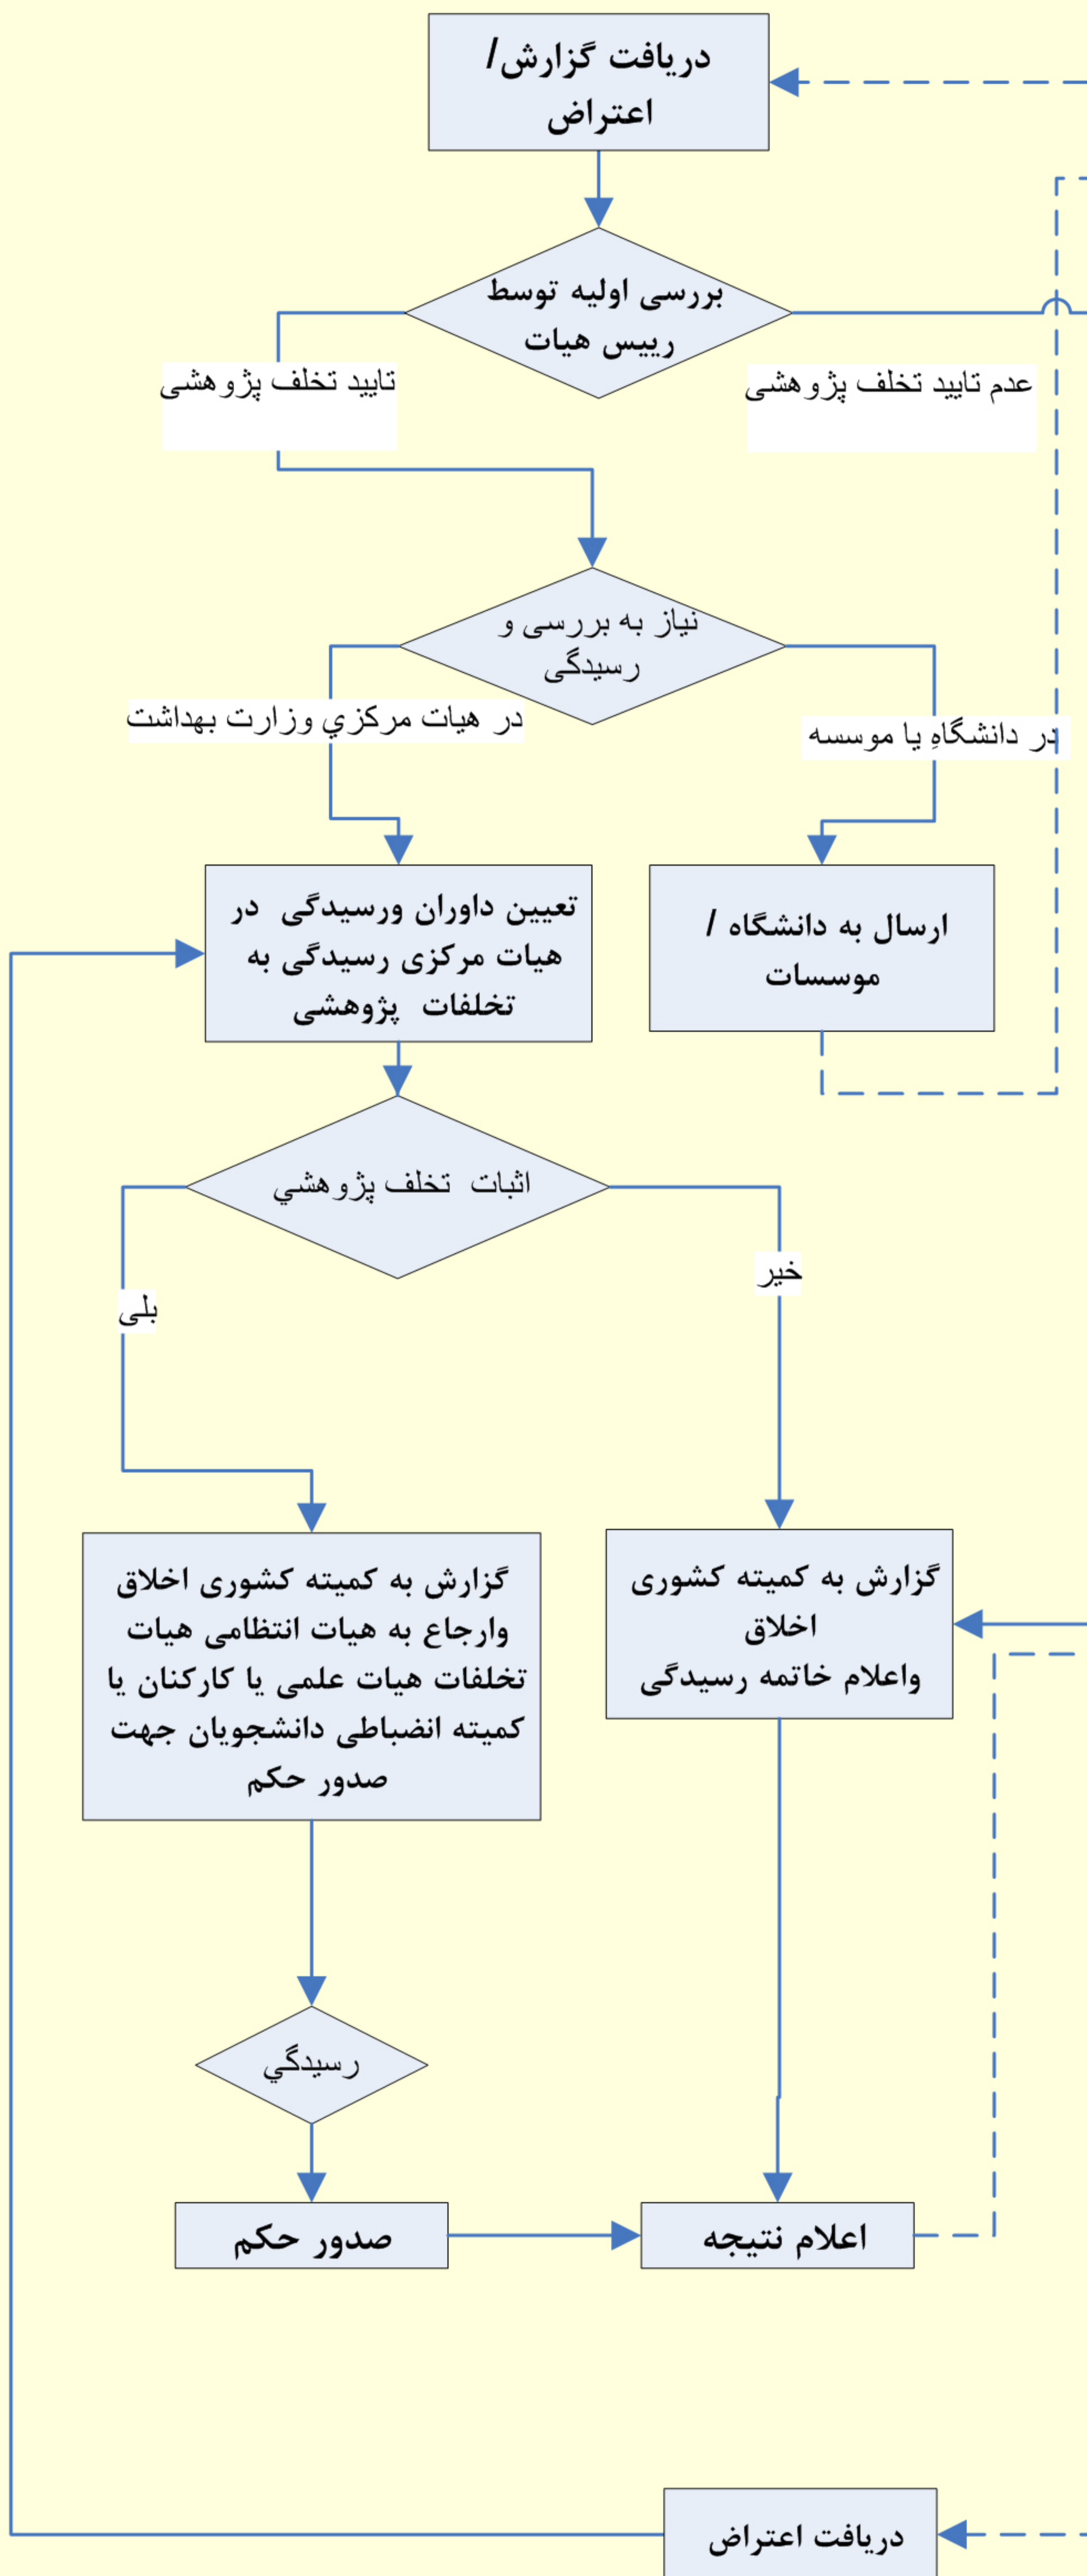 دریافت گزارش/
اعتراض
بررسی اولیه توسط
رییس هیات
تایید تخلف پژوهشی
عدم تایید تخلف پژوهشی
نیاز به بررسی و
رسیدگی
در هیات مرکزي وزارت بهداشت
در دانشگاهِ یا موسسه
تعیین داوران ورسیدگی در
هیات مرکزی رسیدگی به
تخلفات پژوهشی
ارسال به دانشگاه /
موسسات
اثبات تخلف پژوهشي
بلی
خیر
گزارش به کمیته کشوری اخلاق
وارجاع به هیات انتظامی هیات
تخلفات هیات علمی یا کارکنان یا
کمیته انضباطی دانشجویان جهت
صدور حکم
گزارش به کمیته کشوری
اخلاق
واعلام خاتمه رسیدگی
رسیدگي
صدور حکم
اعلام نتیجه
دریافت اعتراض